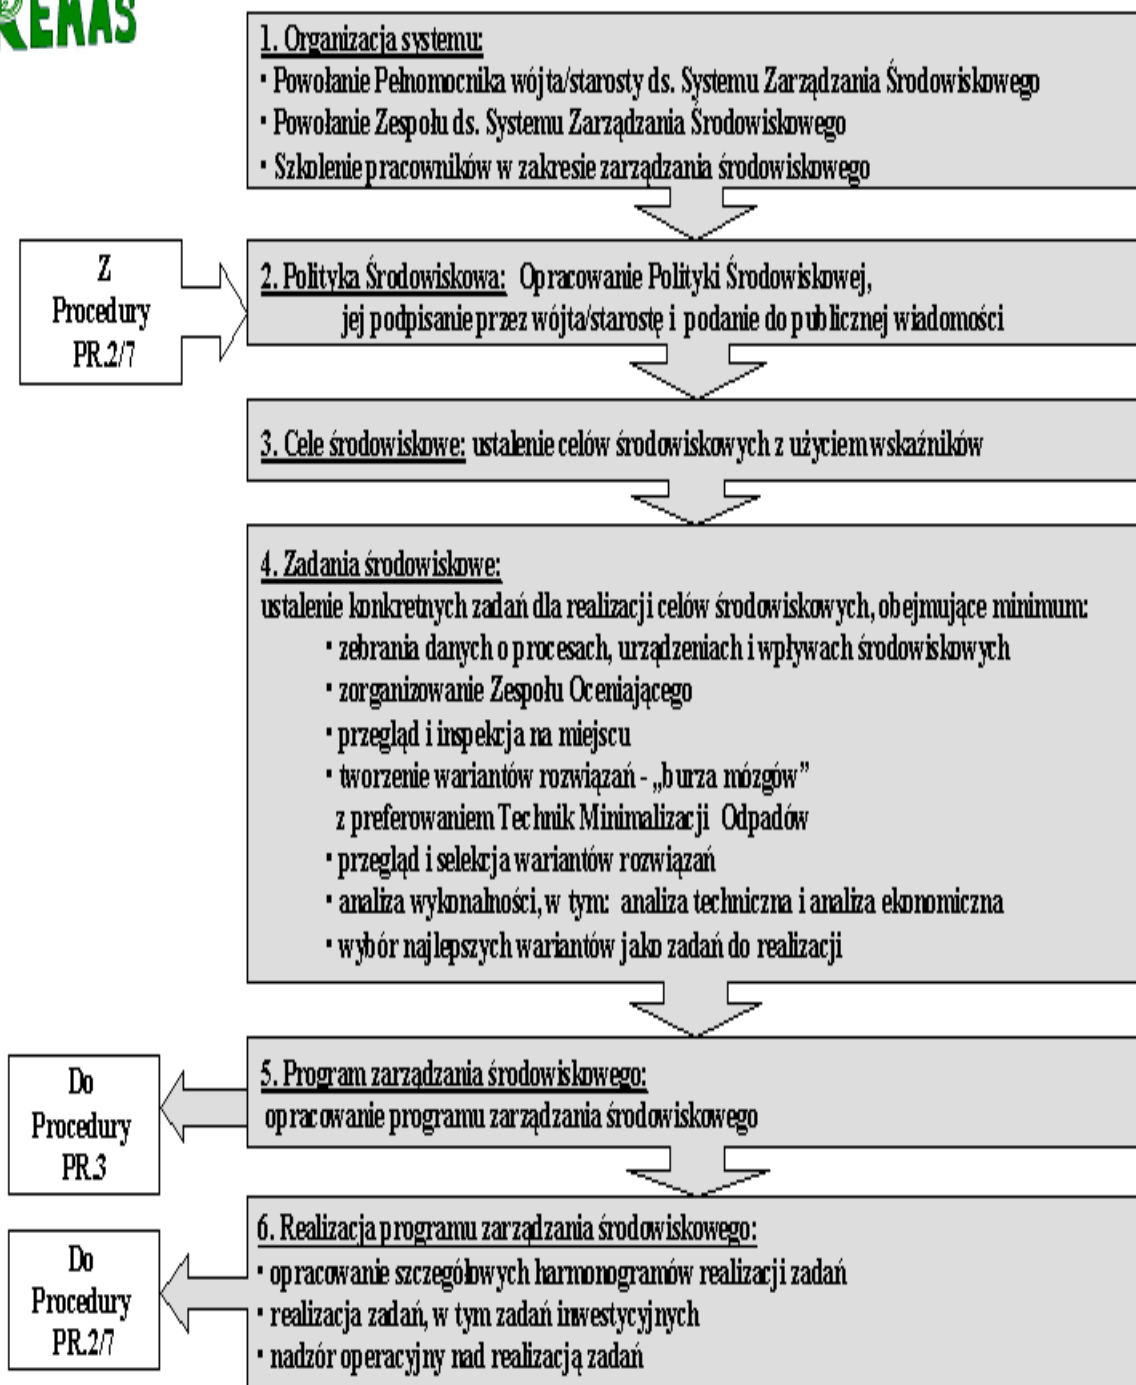 REMAS
1. Organizacja systemu:
· Powołanie Pełnomocnika wójta/starosty ds. Systemu Zarządzania Środowiskowego
· Powołanie Zespołu ds. Systemu Zarządzania Środowiskowego
· Szkolenie pracowników w zakresie zarządzania środowiskowego
Z
Procedury
PR.2/7
2. Polityka Środowiskowa: Opracowanie Polityki Środowiskowej,
jej podpisanie przez wójta/starostę i podanie do publicznej wiadomości
3. Cele środowiskowe: ustalenie celów środowiskowych z użyciem wskaźników
4. Zadania środowiskowe:
ustalenie konkretnych zadań dla realizacji celów środowiskowych, obejmujące minimum:
· zebrania danych o procesach, urządzeniach i wpływach środowiskowych
· zorganizowanie Zespołu Oceniającego
· przegląd i inspekcja na miejscu
· tworzenie wariantów rozwiązań - „burza mózgów”
z preferowaniem Technik Minimalizacji Odpadów
· przegląd i selekcja wariantów rozwiązań
· analiza wykonalności, w tym: analiza techniczna i analiza ekonomiczna
· wybór najlepszych wariantów jako zadań do realizacji
Do
Procedury
PR.3
5. Program zarządzania środowiskowego:
opracowanie programu zarządzania środowiskowego
Do
Procedury
PR.2/7
6. Realizacja programu zarządzania środowiskowego:
· opracowanie szczegółowych harmonogramów realizacji zadań
· realizacja zadań, w tym zadań inwestycyjnych
· nadzór operacyjny nad realizacją zadań